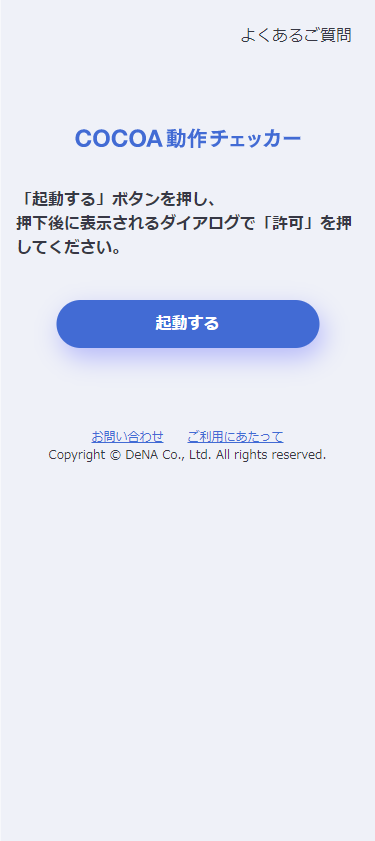 よくあるご質問
COCOA 動作チェッカー
「起動する」ボタンを押し、
押下後に表示されるダイアログで「許可」を押
してください。
起動する
お問い合わせ ご利用にあたって
Copyright © DeNA Co., Ltd. All rights reserved.